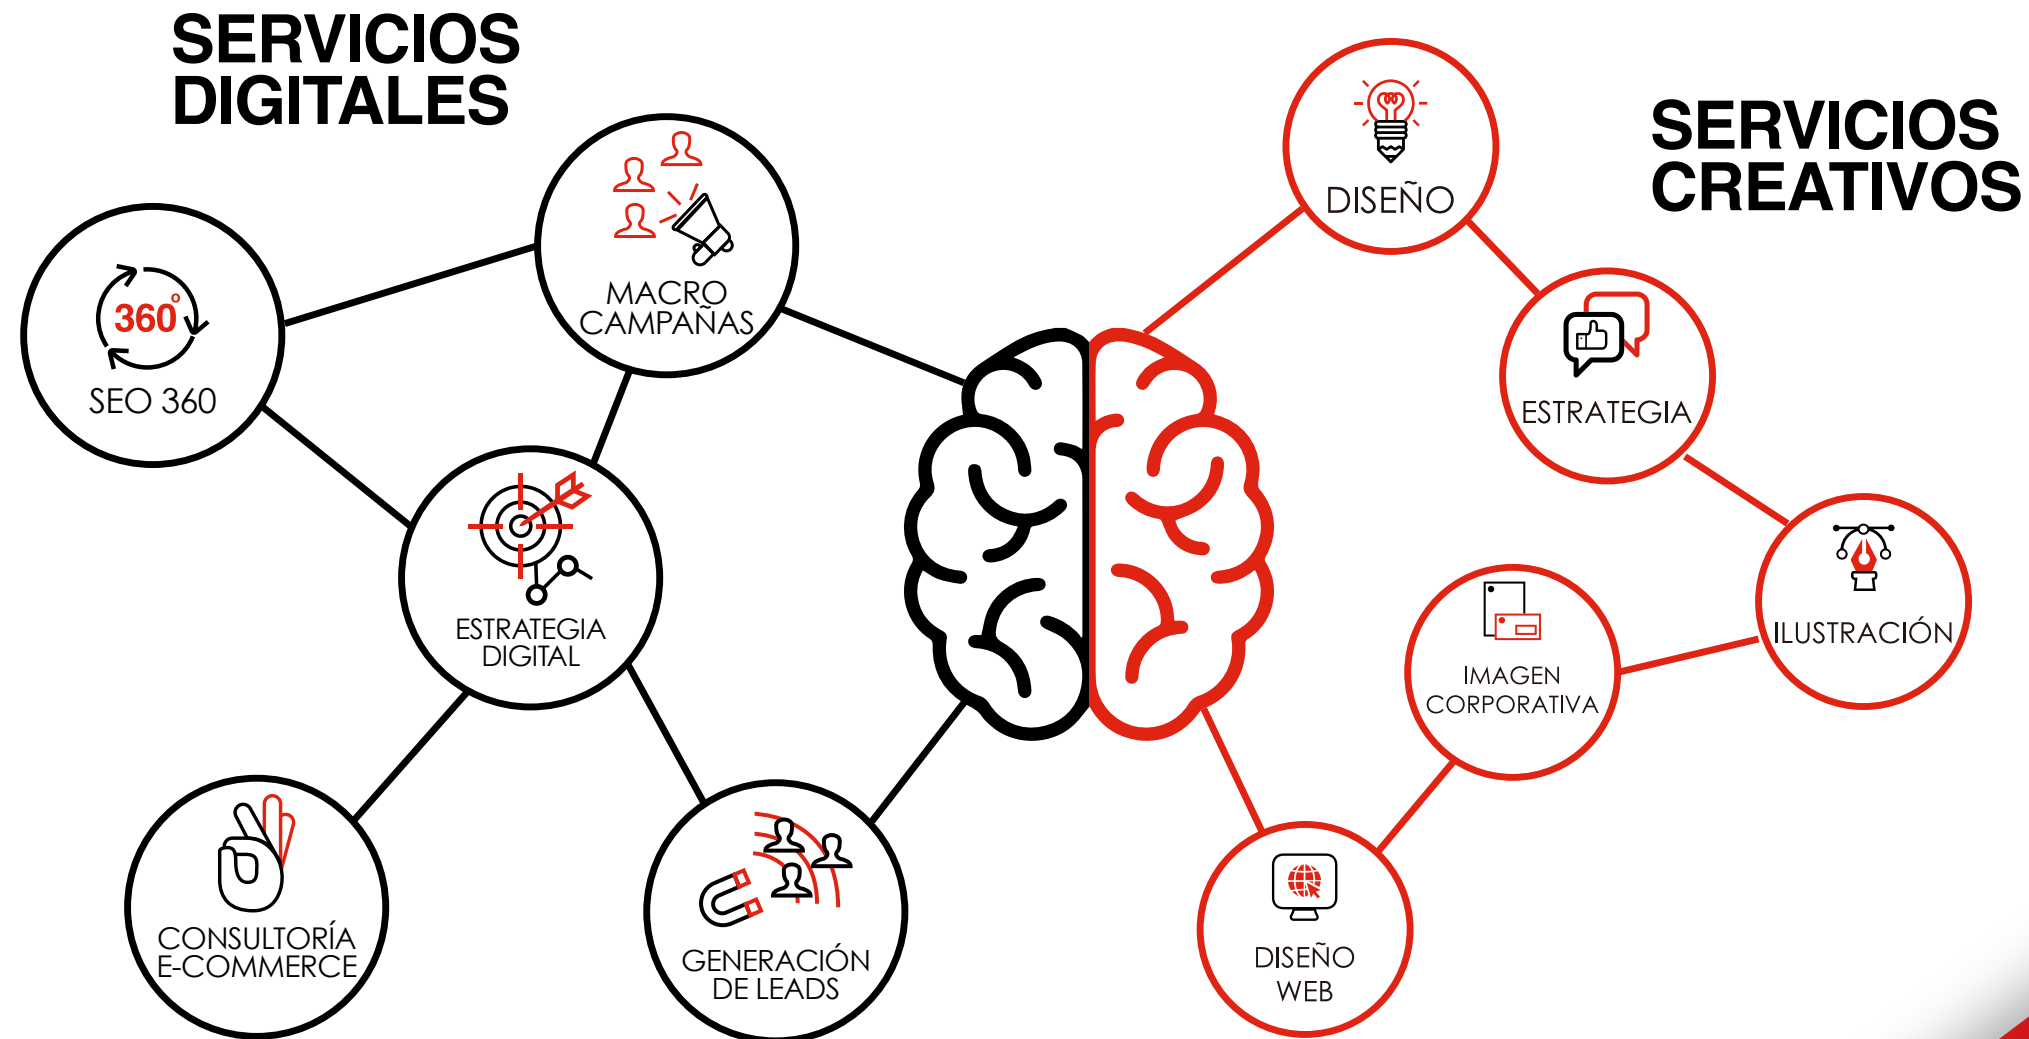 SERVICIOS
DIGITALES
MACRO
CAMPAÑAS
360°
SEO 360
ESTRATEGIA
DIGITAL
CONSULTORÍA
E-COMMERCE
GENERACIÓN
DE LEADS
SERVICIOS
CREATIVOS
DISEÑO
ESTRATEGIA
ILUSTRACIÓN
IMAGEN
CORPORATIVA
DISEÑO
WEB